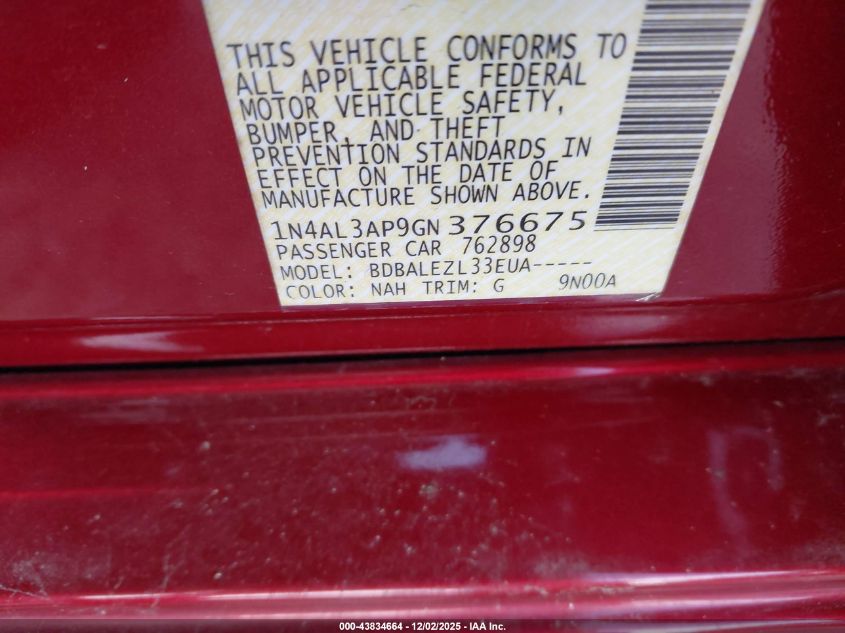 THIS VEHICLE CONFORMS TO
ALL APPLICABLE FEDERAL
MOTOR VEHICLE SAFETY,
BUMPER, AND THEFT
PREVENTION STANDARDS IN
EFFECT ON THE DATE OF
MANUFACTURE SHOWN ABOVE.
1N4AL3AP9GN376675
PASSENGER CAR 762898
MODEL: BDBALEZL33EUA-----
COLOR: NAH TRIM: G 9N00A
000-43834664 - 12/02/2025 - IAA Inc.